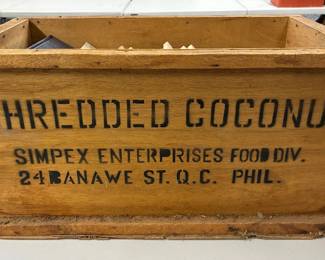 HREDDED COCONU
SIMPEX ENTERPRISES FOOD DIV.
24 BANAWE ST. Q.C. PHIL.